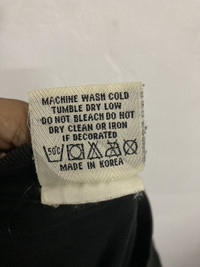 MACHINE WASH COLD
TUMBLE DRY LOW
DO NOT BLEACH DO NOT
DRY CLEAN OR IRON
IF DECORATED
50°C
MADE IN KOREA